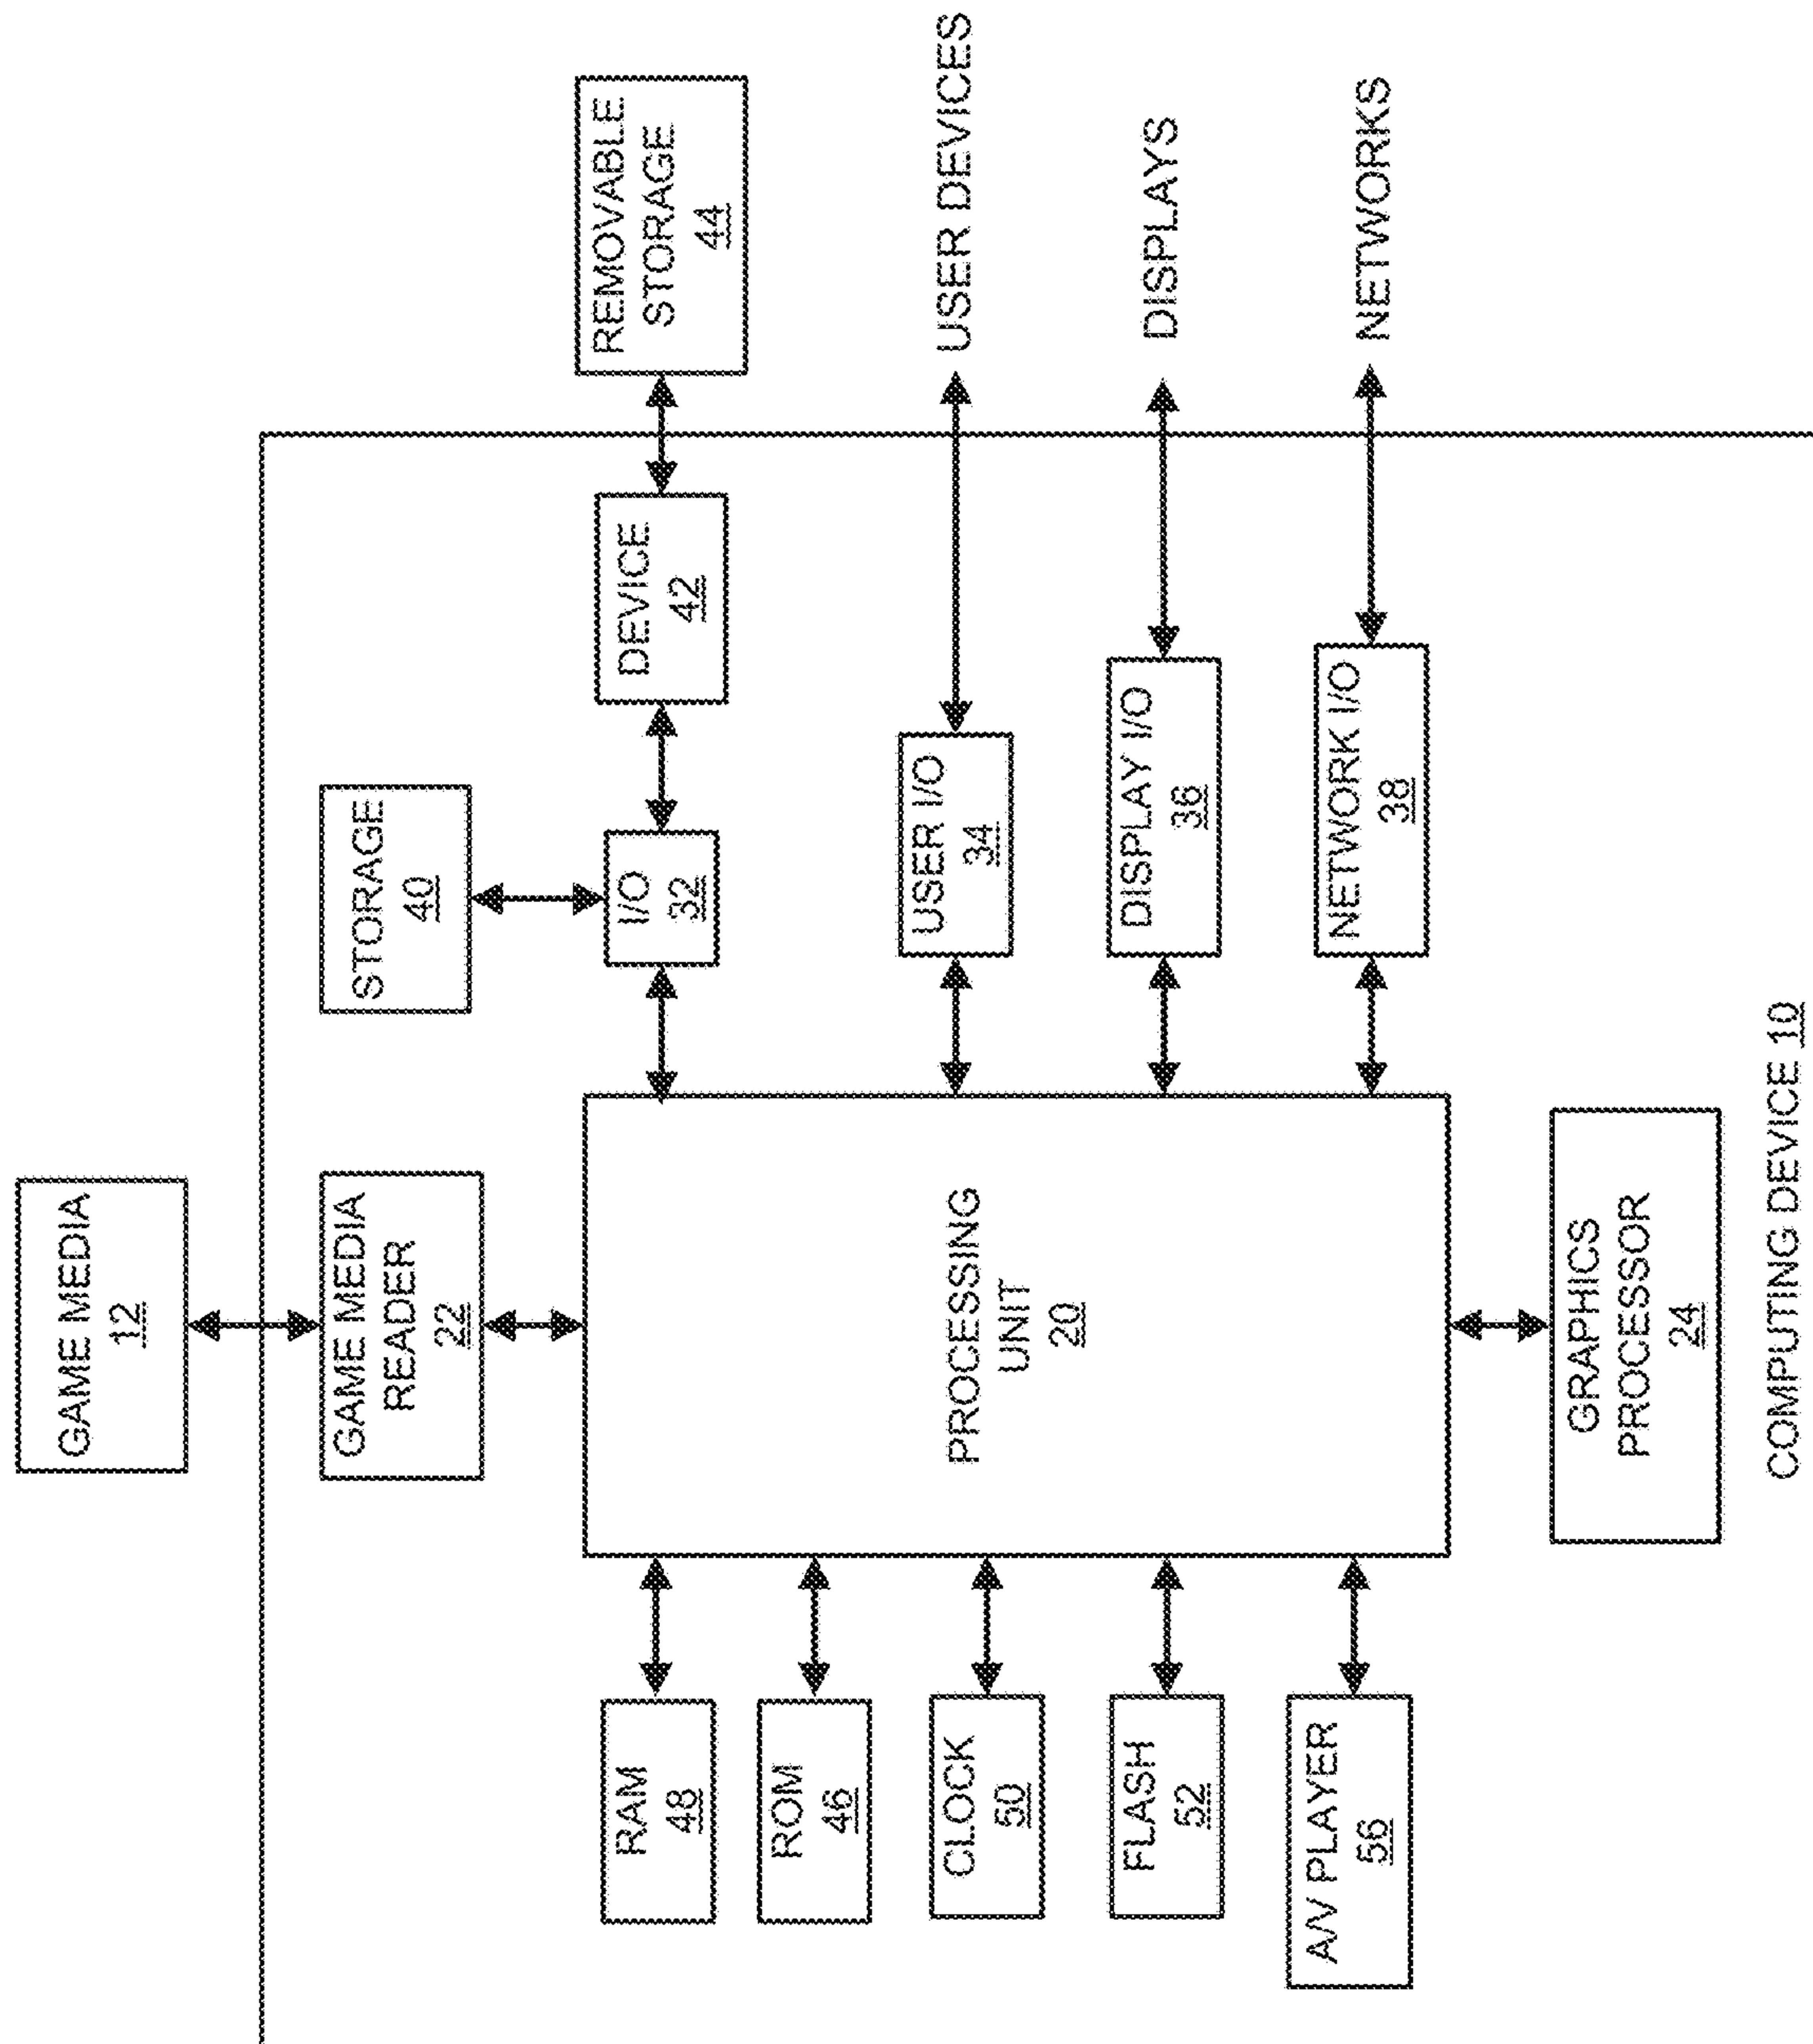 GAME MEDIA
12
GAME MEDIA
READER
22
STORAGE
40
RAM
48
ROM
46
CLOCK
50
FLASH
52
A/V PLAYER
56
PROCESSING
UNIT
20
I/O
32
DEVICE
42
REMOVABLE
STORAGE
44
USER I/O
34
USER DEVICES
DISPLAY I/O
36
DISPLAYS
NETWORK I/O
38
NETWORKS
GRAPHICS
PROCESSOR
24
COMPUTING DEVICE 10